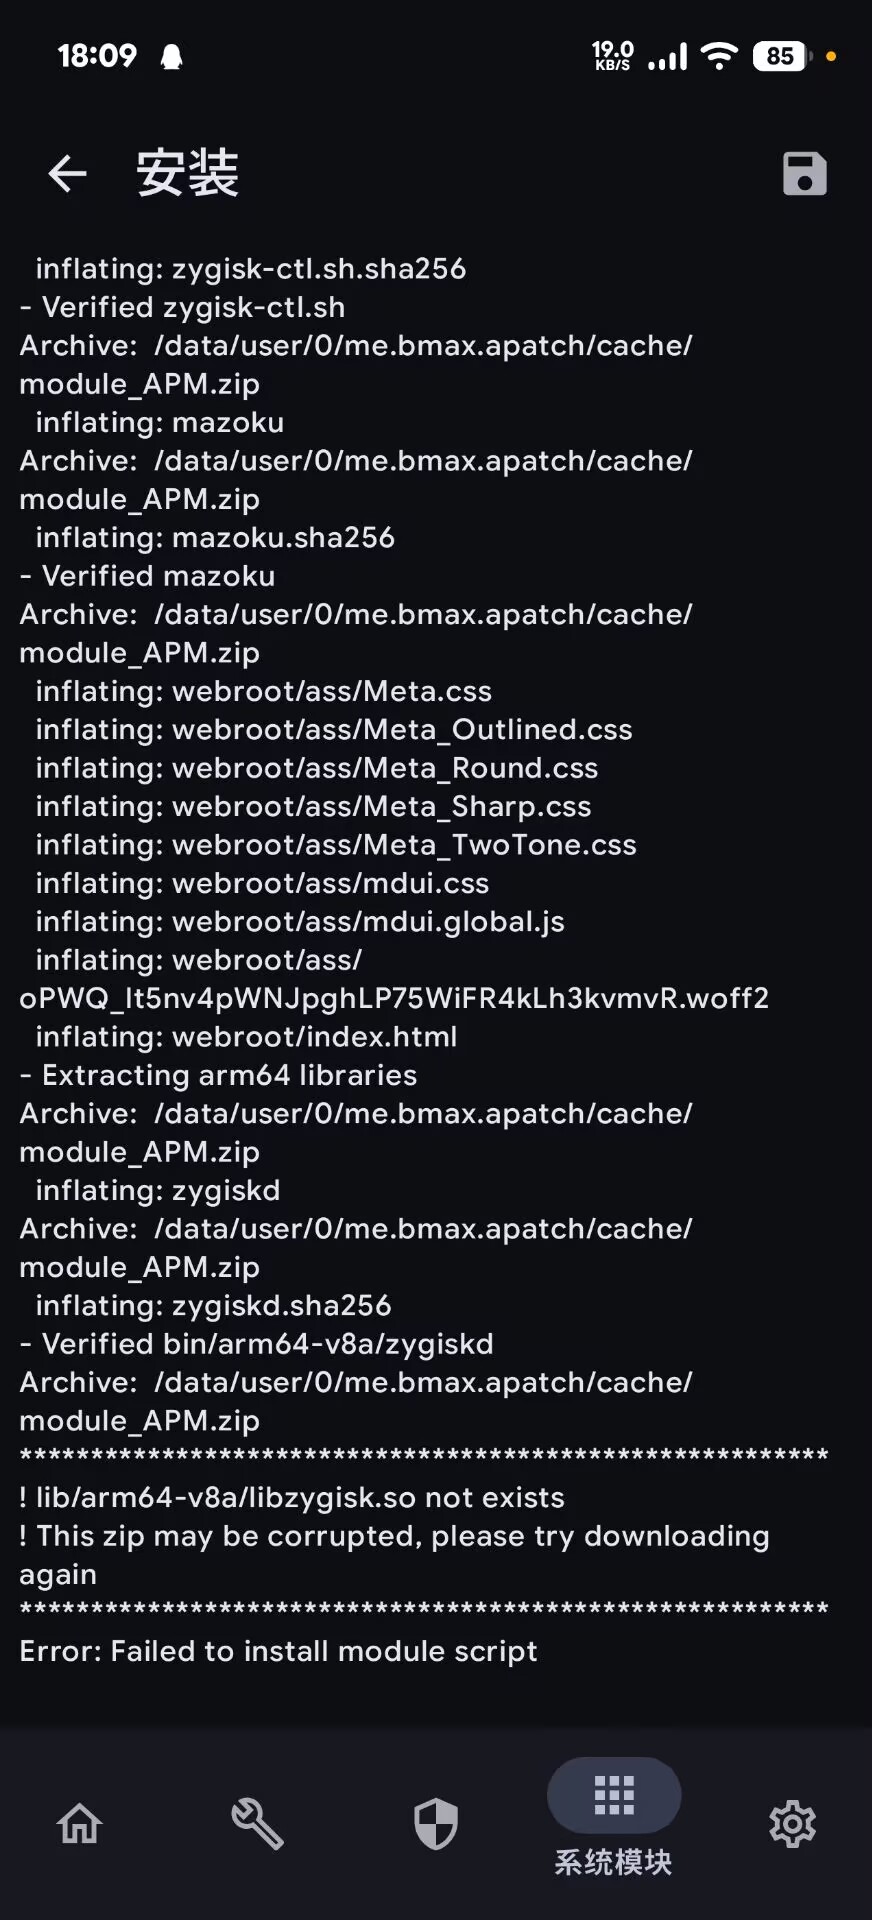 18:09
19.0
KB/S
85
安装
inflating: zygisk-ctl.sh.sha256
- Verified zygisk-ctl.sh
Archive:  /data/user/0/me.bmax.apatch/cache/
module_APM.zip
inflating: mazoku
Archive:  /data/user/0/me.bmax.apatch/cache/
module_APM.zip
inflating: mazoku.sha256
- Verified mazoku
Archive:  /data/user/0/me.bmax.apatch/cache/
module_APM.zip
inflating: webroot/ass/Meta.css
inflating: webroot/ass/Meta_Outlined.css
inflating: webroot/ass/Meta_Round.css
inflating: webroot/ass/Meta_Sharp.css
inflating: webroot/ass/Meta_TwoTone.css
inflating: webroot/ass/mdui.css
inflating: webroot/ass/mdui.global.js
inflating: webroot/ass/
oPWQ_lt5nv4pWNJpghLP75WiFR4kLh3kvmvR.woff2
inflating: webroot/index.html
- Extracting arm64 libraries
Archive:  /data/user/0/me.bmax.apatch/cache/
module_APM.zip
inflating: zygiskd
Archive:  /data/user/0/me.bmax.apatch/cache/
module_APM.zip
inflating: zygiskd.sha256
- Verified bin/arm64-v8a/zygiskd
Archive:  /data/user/0/me.bmax.apatch/cache/
module_APM.zip
*********************************************************
! lib/arm64-v8a/libzygisk.so not exists
! This zip may be corrupted, please try downloading
again
*********************************************************
Error: Failed to install module script
系统模块